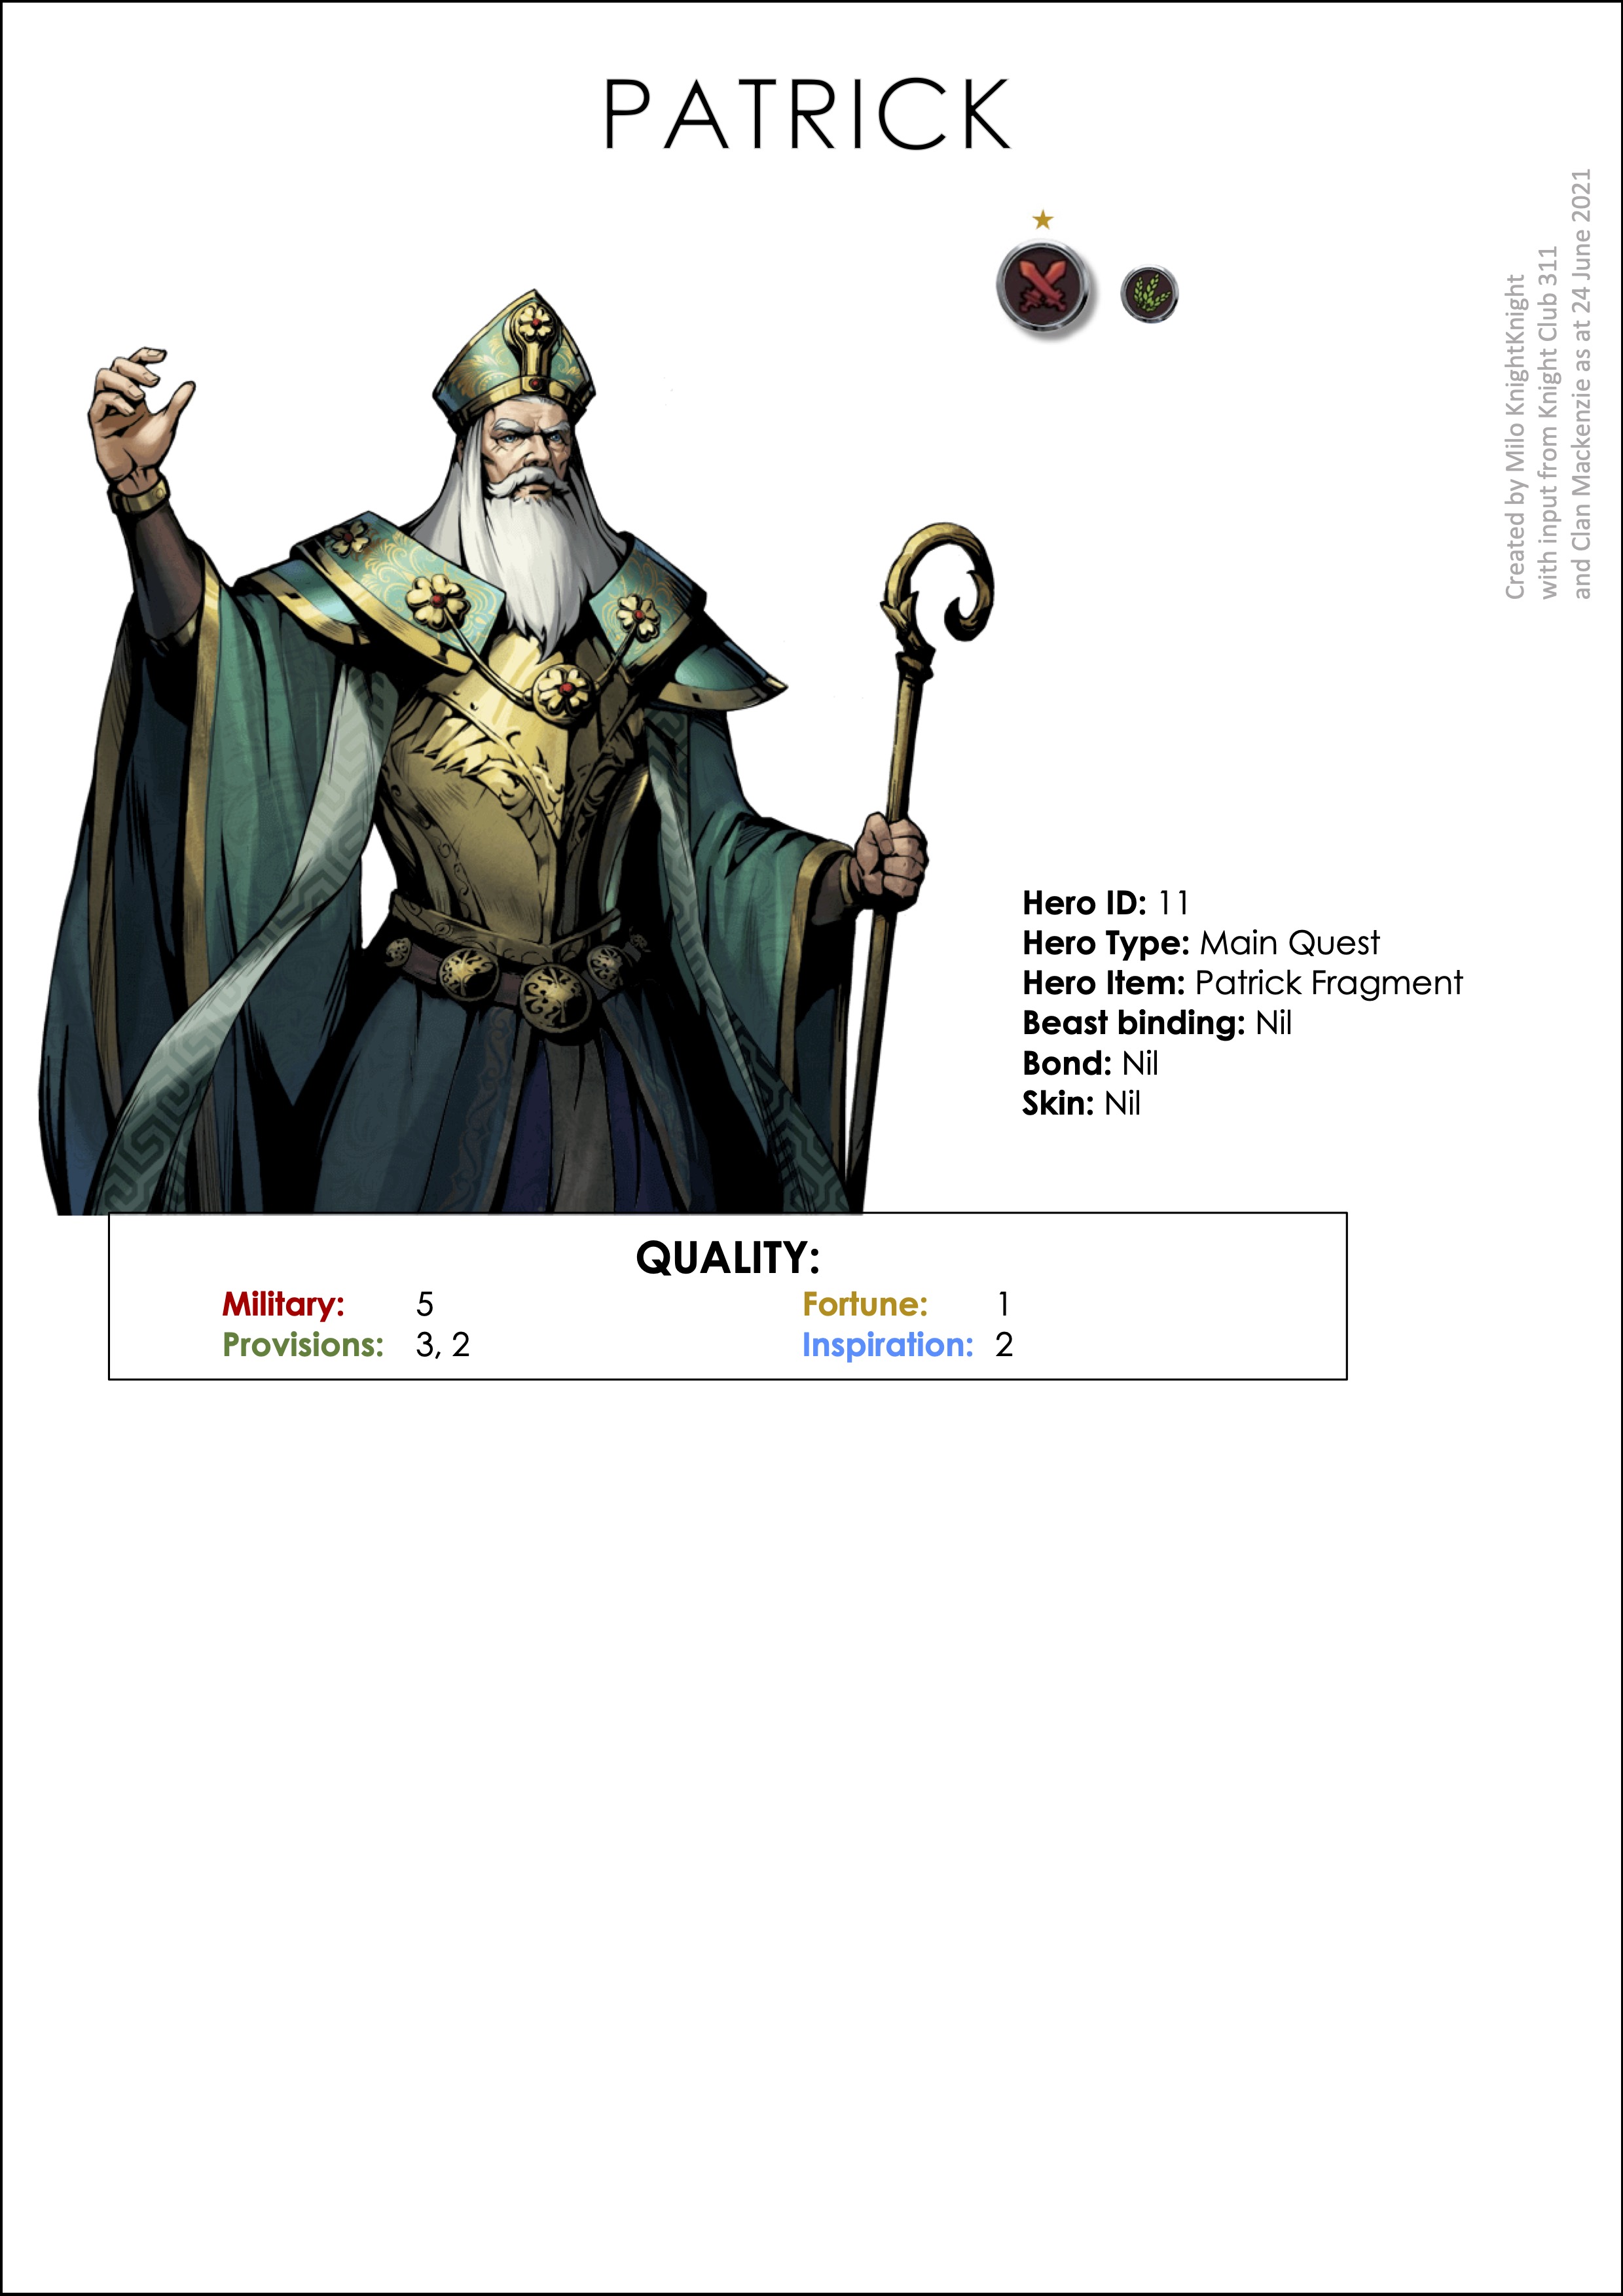 PATRICK
Created by Milo KnightKnight
with input from Knight Club 311
and Clan Mackenzie as at 24 June 2021
Hero ID: 11
Hero Type: Main Quest
Hero Item: Patrick Fragment
Beast binding: Nil
Bond: Nil
Skin: Nil
QUALITY:
Military: 5 Fortune: 1
Provisions: 3, 2 Inspiration: 2